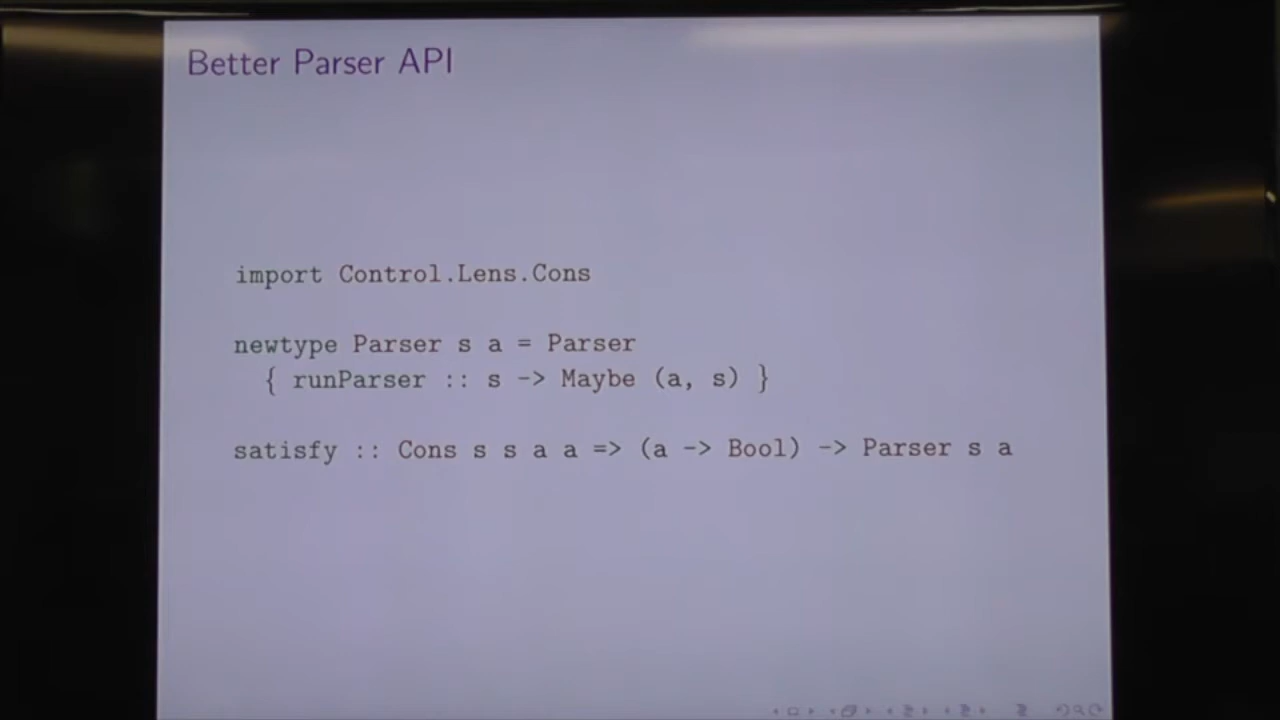 Better Parser API
import Control.Lens.Cons
newtype Parser s a = Parser
{ runParser :: s -> Maybe (a, s) }
satisfy :: Cons s s a a => (a -> Bool) -> Parser s a